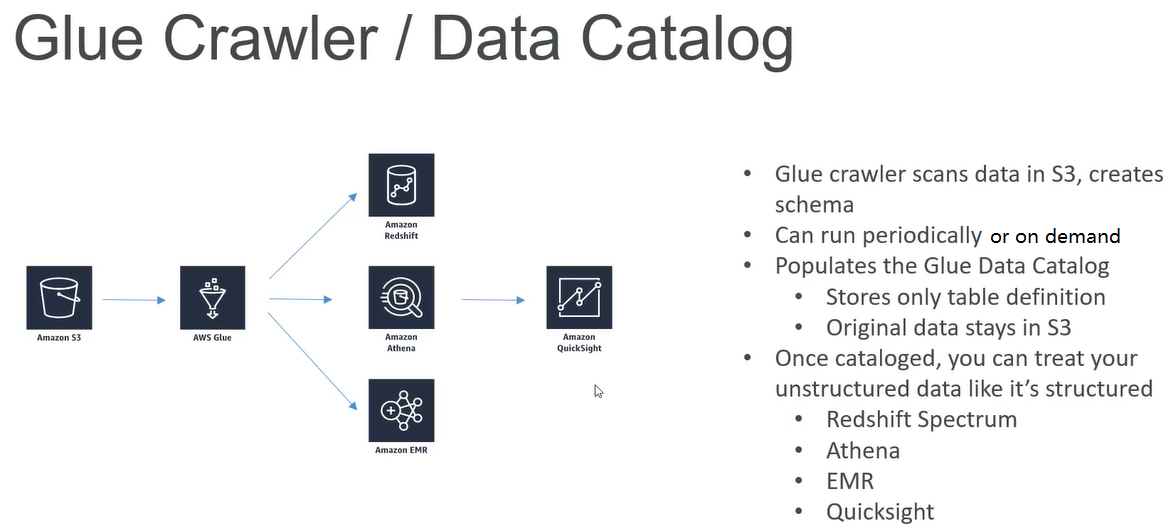 Glue Crawler / Data Catalog
Amazon
Redshift
Amazon S3
AWS Glue
Amazon
Athena
Amazon
QuickSight
Amazon EMR
• Glue crawler scans data in S3, creates
schema
• Can run periodically or on demand
• Populates the Glue Data Catalog
• Stores only table definition
• Original data stays in S3
• Once cataloged, you can treat your
unstructured data like it’s structured
• Redshift Spectrum
• Athena
• EMR
• Quicksight